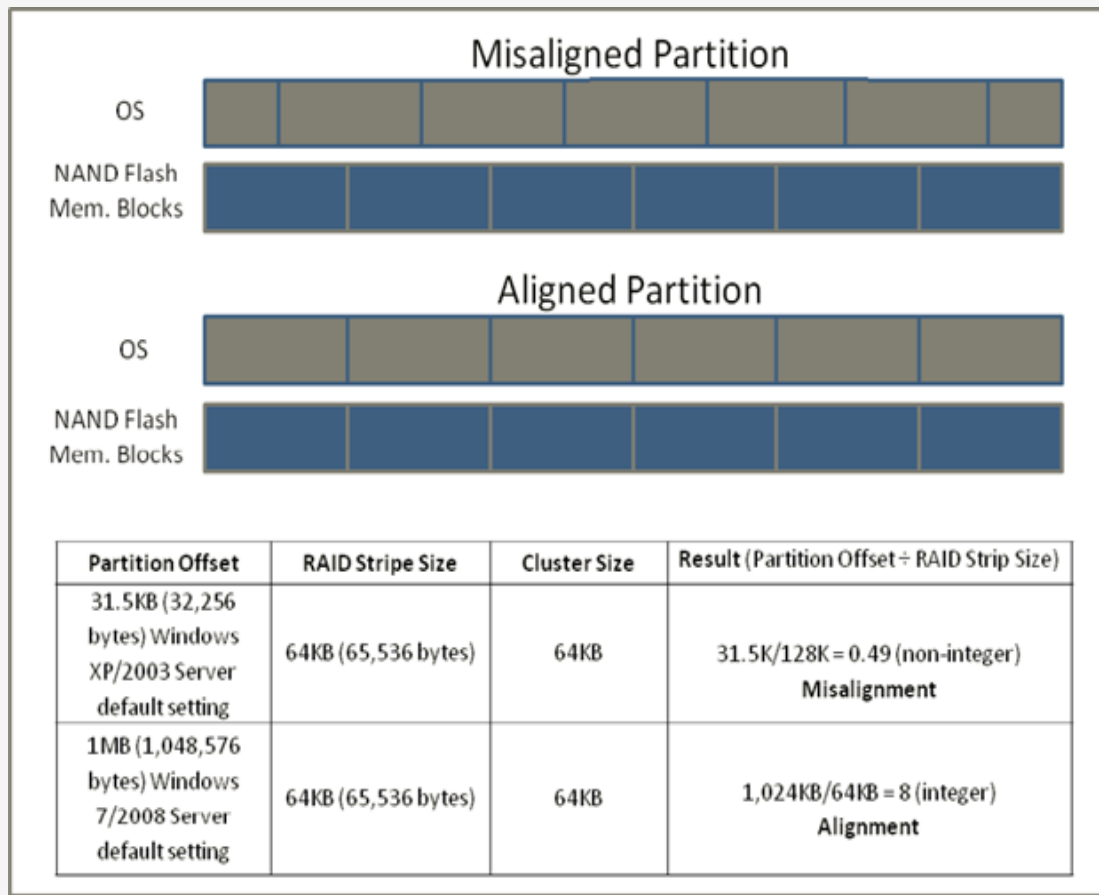 Misaligned Partition
OS
NAND Flash
Mem. Blocks
Aligned Partition
OS
NAND Flash
Mem. Blocks
Partition Offset
RAID Stripe Size
Cluster Size
Result (Partition Offset ÷ RAID Strip Size)
31.5KB (32,256
bytes) Windows
XP/2003 Server
default setting
64KB (65,536 bytes)
64KB
31.5K/128K = 0.49 (non-integer)
Misalignment
1MB (1,048,576
bytes) Windows
7/2008 Server
default setting
64KB (65,536 bytes)
64KB
1,024KB/64KB = 8 (integer)
Alignment